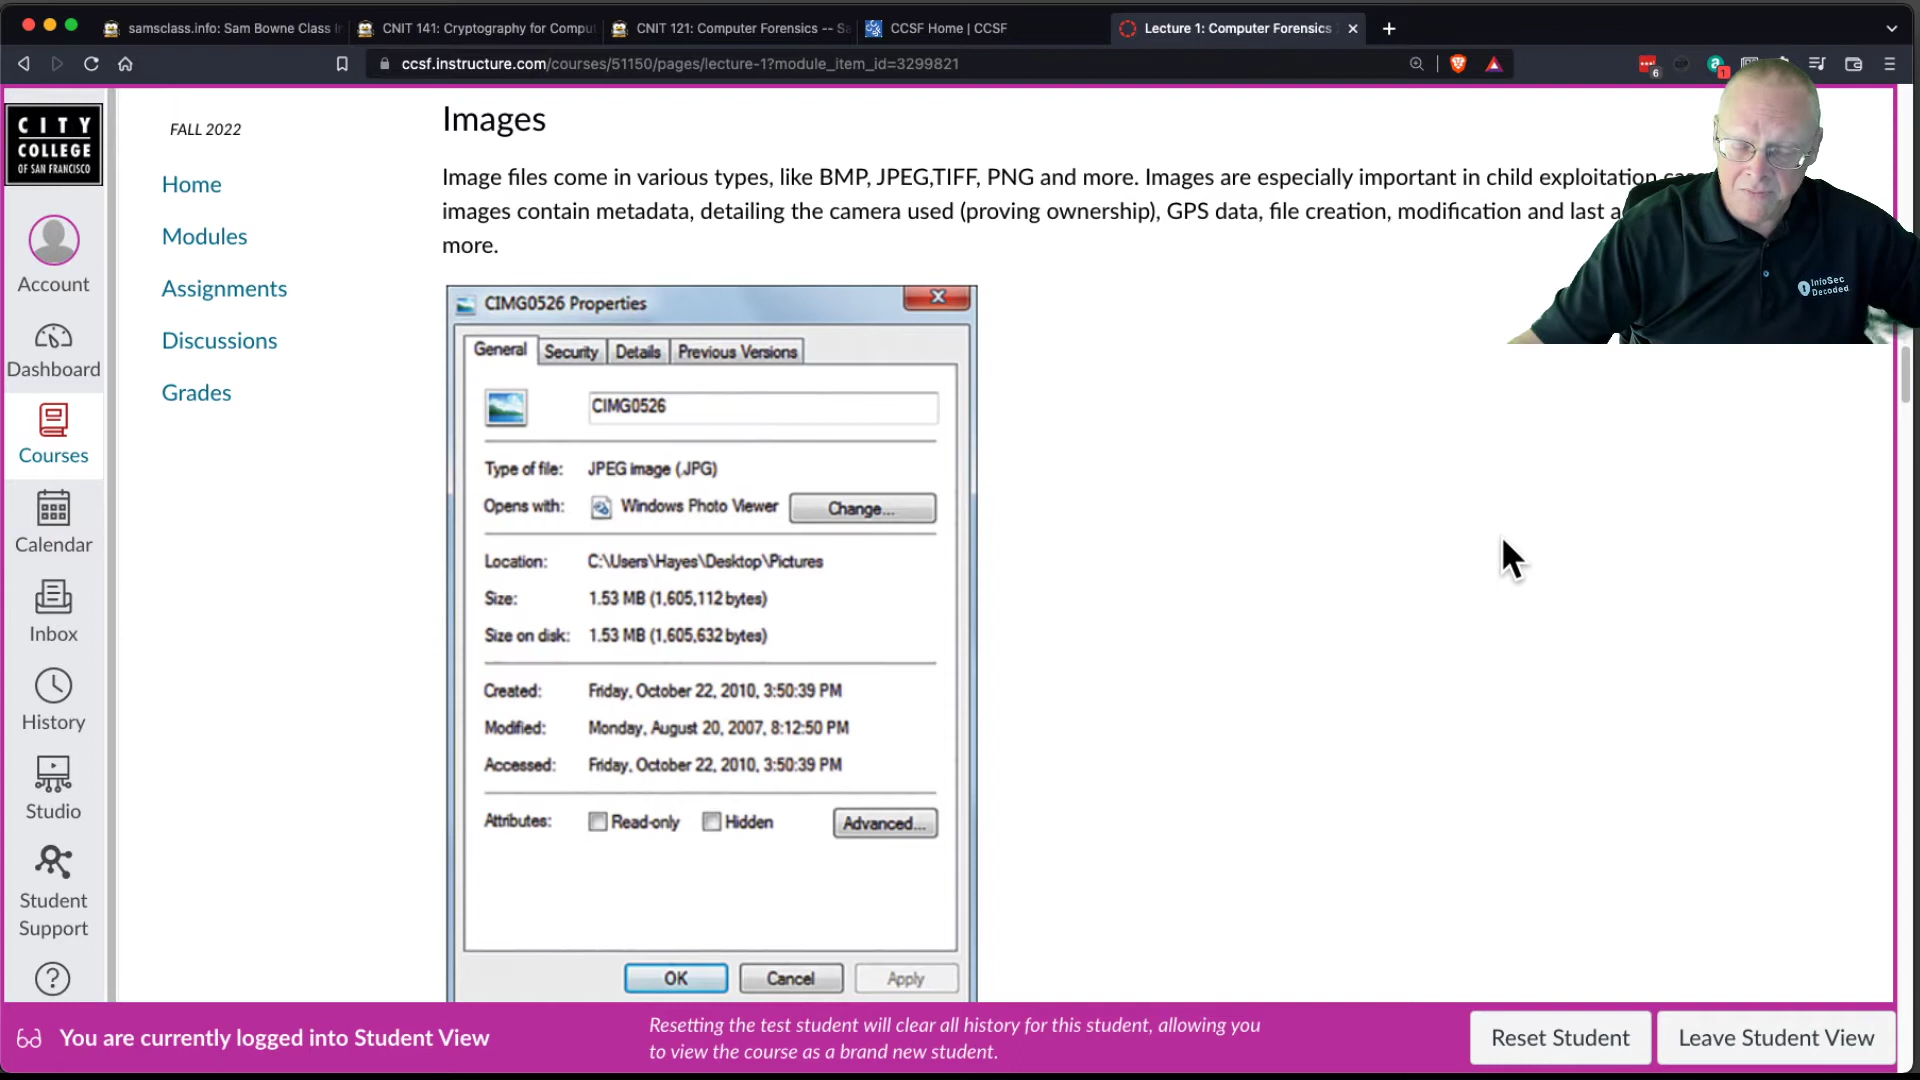 samsclass.info: Sam Bowne Class In
CNIT 141: Cryptography for Comput
CNIT 121: Computer Forensics -- Sa
CCSF Home | CCSF
Lecture 1: Computer Forensics
ccsf.instructure.com/courses/51150/pages/lecture-1?module_item_id=3299821
6
1
CITY
COLLEGE
OF SAN FRANCISCO
Account
Dashboard
Courses
Calendar
Inbox
History
Studio
Student
Support
FALL 2022
Home
Modules
Assignments
Discussions
Grades
Images
Image files come in various types, like BMP, JPEG,TIFF, PNG and more. Images are especially important in child exploitation
images contain metadata, detailing the camera used (proving ownership), GPS data, file creation, modification and last
more.
CIMG0526 Properties
General Security Details Previous Versions
CIMG0526
Type of file: JPEG image (.JPG)
Opens with: Windows Photo Viewer Change...
Location: C:\Users\Hayes\Desktop\Pictures
Size: 1.53 MB (1,605,112 bytes)
Size on disk: 1.53 MB (1,605,632 bytes)
Created: Friday, October 22, 2010, 3:50:39 PM
Modified: Monday, August 20, 2007, 8:12:50 PM
Accessed: Friday, October 22, 2010, 3:50:39 PM
Attributes: Read-only Hidden Advanced...
OK Cancel Apply
InfoSec
Decoded
You are currently logged into Student View
Resetting the test student will clear all history for this student, allowing you
to view the course as a brand new student.
Reset Student
Leave Student View